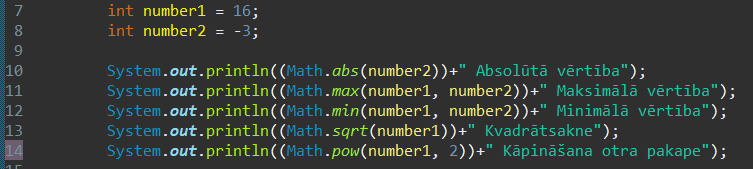 7 int number1 = 16;
8 int number2 = -3;
9
10 System.out.println((Math.abs(number2))+" Absolūtā vērtība");
11 System.out.println((Math.max(number1, number2))+" Maksimālā vērtība");
12 System.out.println((Math.min(number1, number2))+" Minimālā vērtība");
13 System.out.println((Math.sqrt(number1))+" Kvadrātsakne");
14 System.out.println((Math.pow(number1, 2))+" Kāpināšana otra pakape");